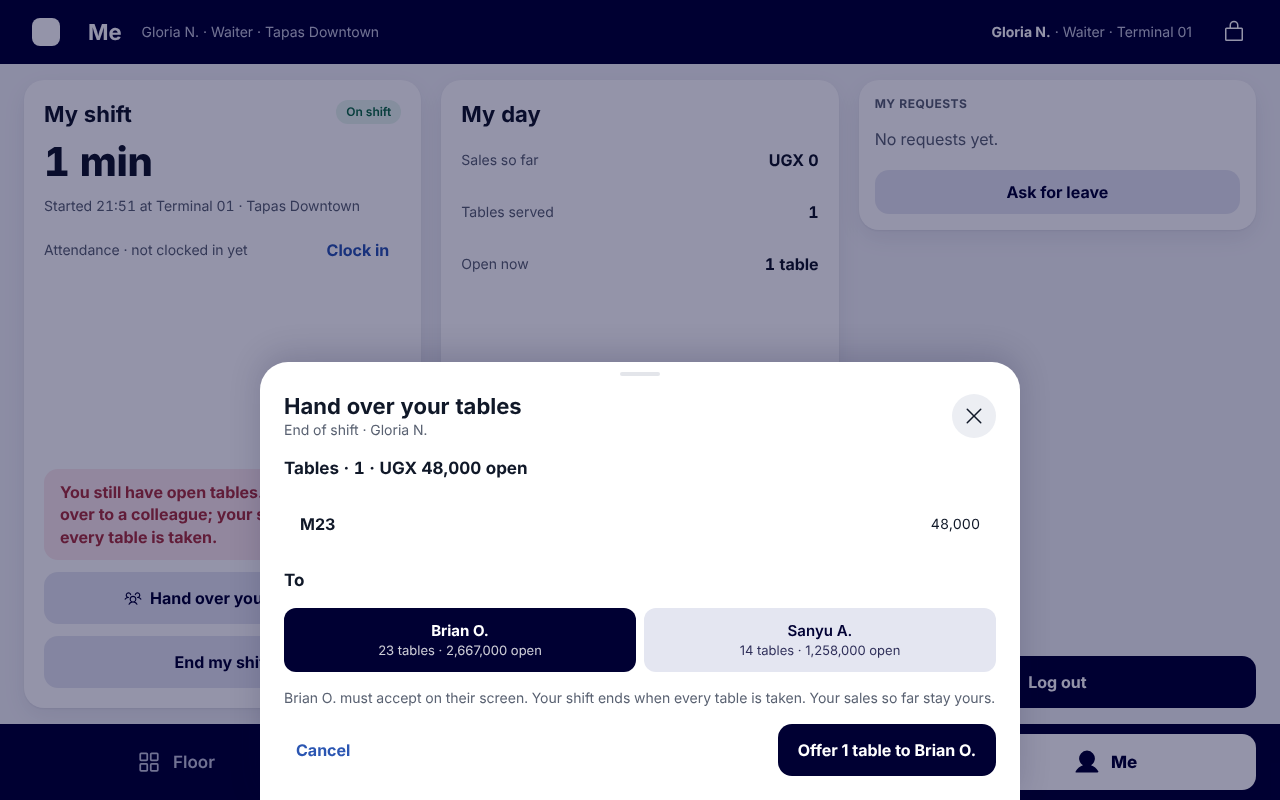 Me
Gloria N. · Waiter · Tapas Downtown
Gloria N. · Waiter · Terminal 01
My shift
On shift
1 min
Started 21:51 at Terminal 01 · Tapas Downtown
Attendance · not clocked in yet
Clock in
My day
Sales so far
UGX 0
Tables served
1
Open now
1 table
MY REQUESTS
No requests yet.
Ask for leave
You still have open tables.
over to a colleague; your
every table is taken.
Hand over
End my
Hand over your tables
End of shift · Gloria N.
Tables · 1 · UGX 48,000 open
M23
48,000
To
Brian O.
23 tables · 2,667,000 open
Sanyu A.
14 tables · 1,258,000 open
Brian O. must accept on their screen. Your shift ends when every table is taken. Your sales so far stay yours.
Cancel
Offer 1 table to Brian O.
Log out
Floor
Me